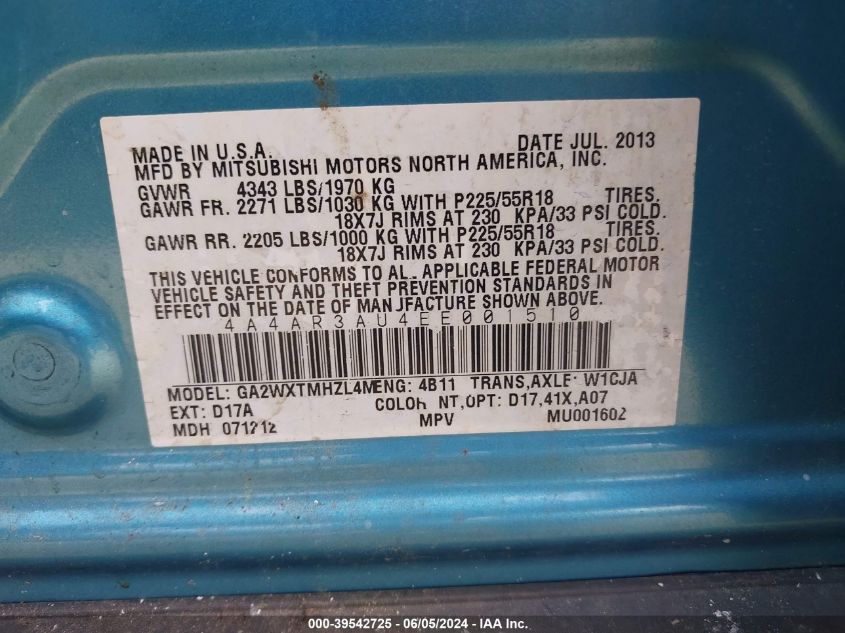 MADE IN U.S.A. DATE JUL. 2013
MFD BY MITSUBISHI MOTORS NORTH AMERICA, INC.
GVWR 4343 LBS/1970 KG
GAWR FR. 2271 LBS/1030 KG WITH P225/55R18 TIRES.
18X7J RIMS AT 230 KPA/33 PSI COLD.
GAWR RR. 2205 LBS/1000 KG WITH P225/55R18 TIRES.
18X7J RIMS AT 230 KPA/33 PSI COLD.
THIS VEHICLE CONFORMS TO AL. APPLICABLE FEDERAL MOTOR
VEHICLE SAFETY AND THEFT PREVENTION STANDARDS IN
EFFECT ON THE DATE OF MAN JFACTURE SHOWN ABOVE.
4A4AR3AU4EE001510
MODEL: GA2WXTMHZL4M ENG: 4B11 TRANS,AXLE: W1CJA
EXT: D17A COLOR NT,OPT: D17,41X,A07
MDH 071212 MPV MU001602
000-39542725 - 06/05/2024 - IAA Inc.